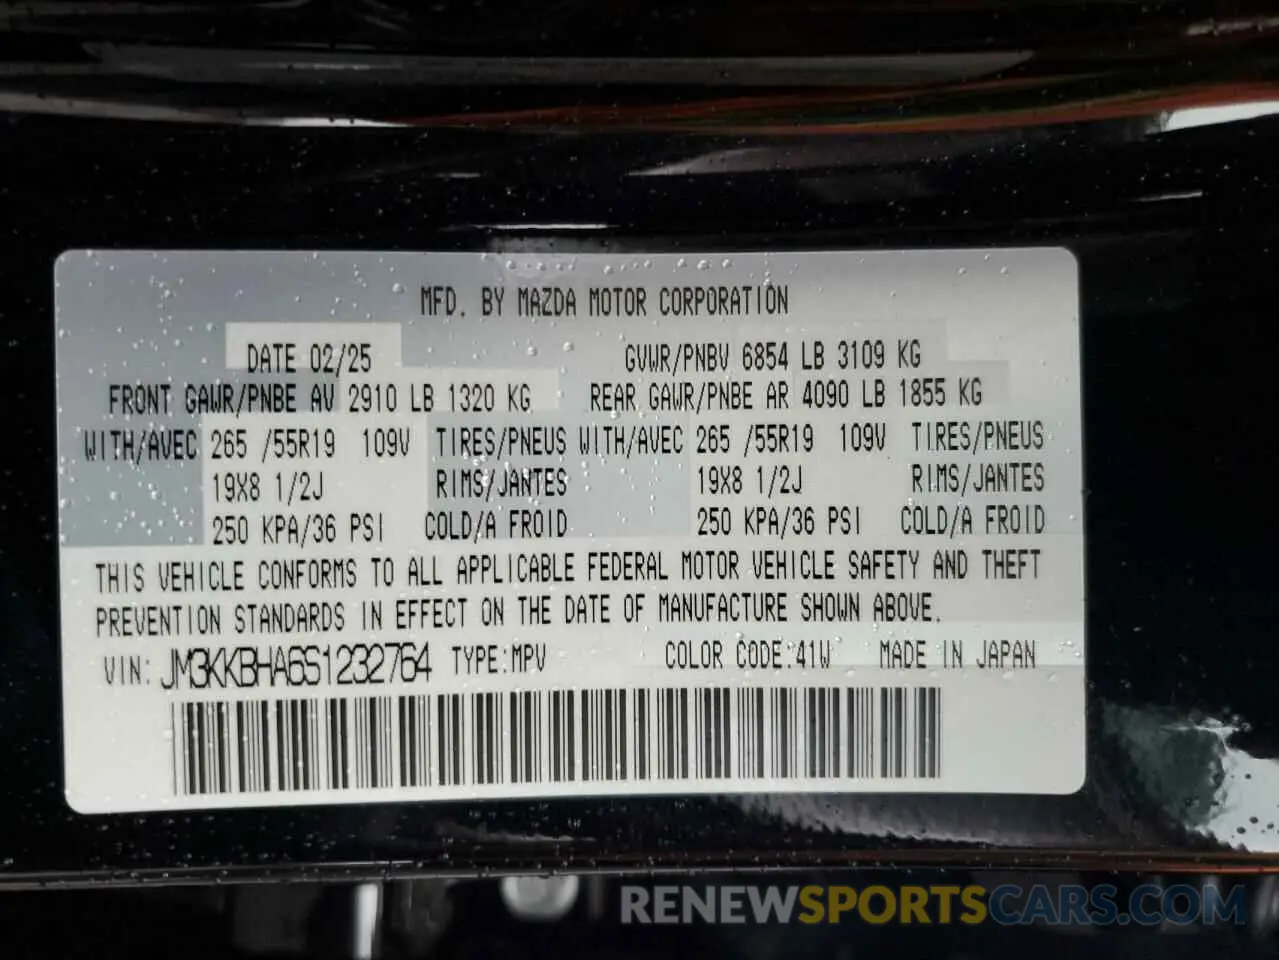 MFD. BY MAZDA MOTOR CORPORATION
DATE 02/25 GVWR/PNBV 6854 LB 3109 KG
FRONT GAWR/PNBE AV 2910 LB 1320 KG REAR GAWR/PNBE AR 4090 LB 1855 KG
WITH/AVEC 265 /55R19 109V TIRES/PNEUS WITH/AVEC 265 /55R19 109V TIRES/PNEUS
19X8 1/2J RIMS/JANTES 19X8 1/2J RIMS/JANTES
250 KPA/36 PSI COLD/A FROID 250 KPA/36 PSI COLD/A FROID
THIS VEHICLE CONFORMS TO ALL APPLICABLE FEDERAL MOTOR VEHICLE SAFETY AND THEFT
PREVENTION STANDARDS IN EFFECT ON THE DATE OF MANUFACTURE SHOWN ABOVE.
VIN: JM3KKBHA6S1232764 TYPE:MPV COLOR CODE:41W MADE IN JAPAN
RENEWSPORTSCARS.COM